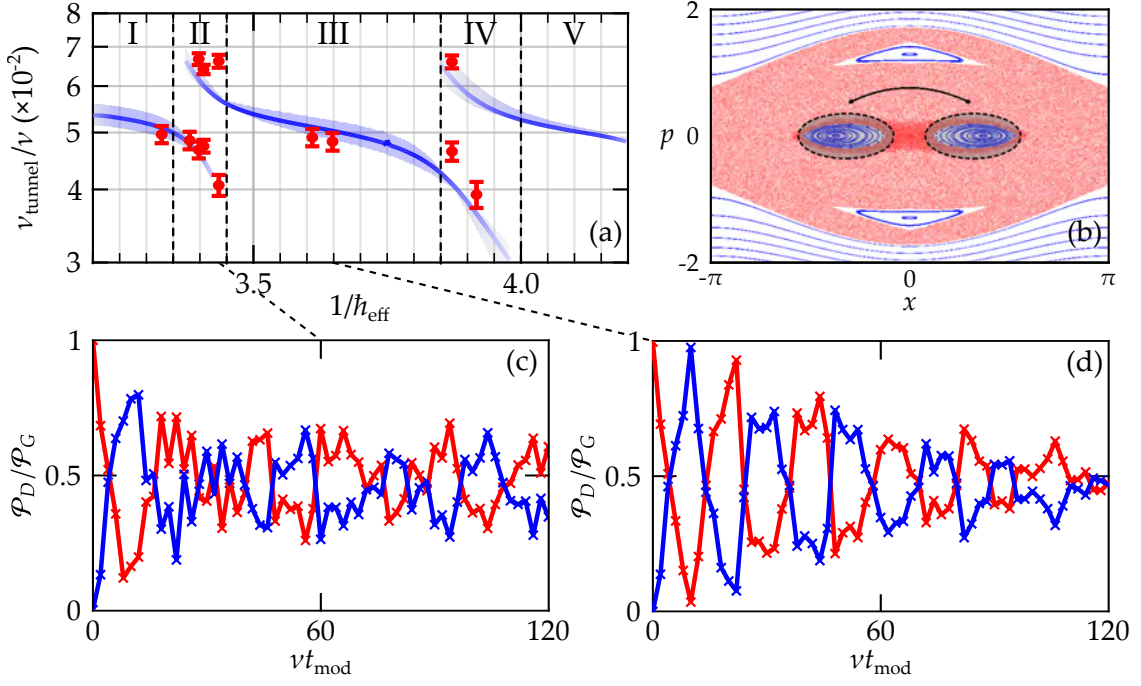 I II III IV V
8
7
6
5
4
3
ν_tunnel/ν (×10⁻²)
3.5 4.0
1/ħ_eff
(a)
2
0
-2
p
-π 0 π
x
(b)
1
0.5
0
𝒫_D/𝒫_G
0 60 120
νt_mod
(c)
1
0.5
0
𝒫_D/𝒫_G
0 60 120
νt_mod
(d)